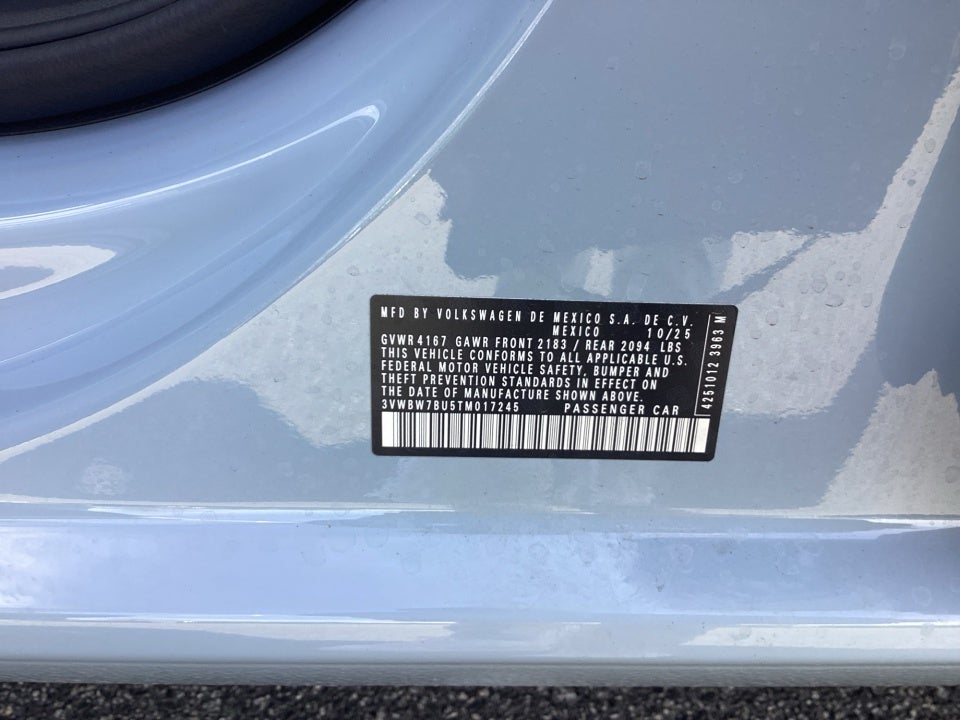 MFD BY VOLKSWAGEN DE MEXICO S.A. DE C.V.
MEXICO 10/25
GVWR 4167 GAWR FRONT 2183 / REAR 2094 LBS
THIS VEHICLE CONFORMS TO ALL APPLICABLE U.S.
FEDERAL MOTOR VEHICLE SAFETY, BUMPER AND
THEFT PREVENTION STANDARDS IN EFFECT ON
THE DATE OF MANUFACTURE SHOWN ABOVE.
3VWBW7BU5TM017245 PASSENGER CAR
4251012 3963 M